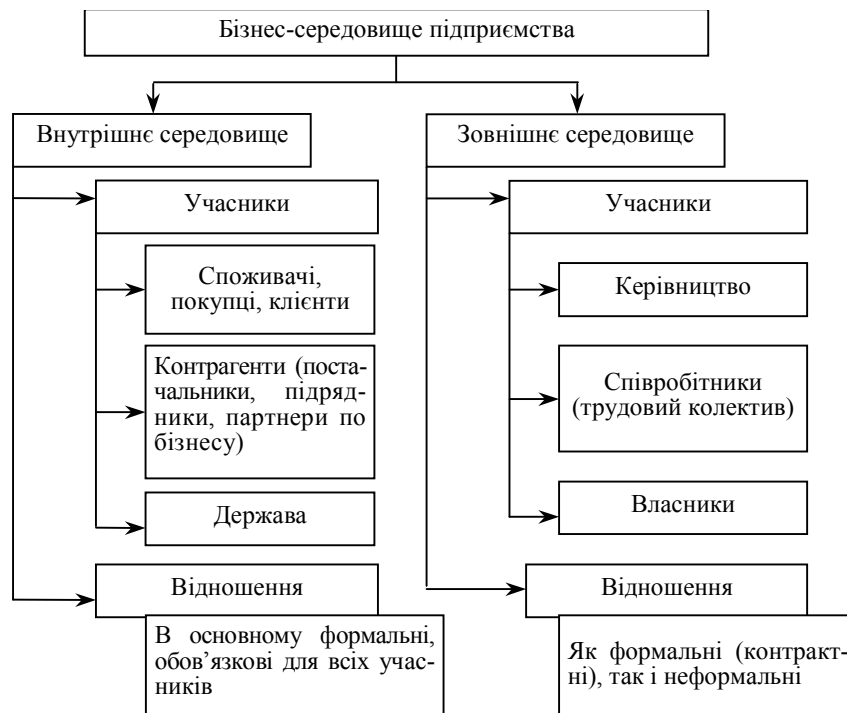 Бізнес-середовище підприємства
Внутрішнє середовище
Зовнішнє середовище
Учасники
Учасники
Споживачі,
покупці, клієнти
Керівництво
Контрагенти (поста-
чальники, підряд-
ники, партнери по
бізнесу)
Співробітники
(трудовий колектив)
Держава
Власники
Відношення
Відношення
В основному формальні,
обов’язкові для всіх учас-
ників
Як формальні (контракт-
ні), так і неформальні